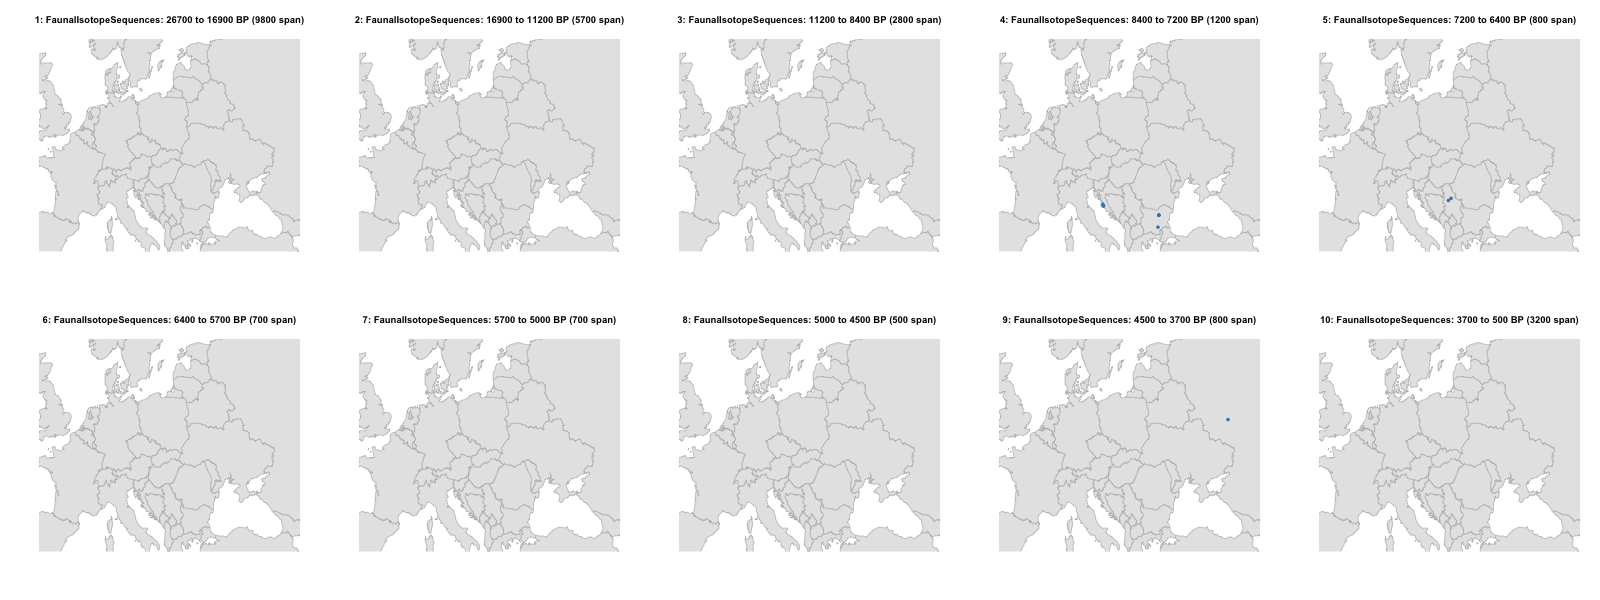 1: FaunalIsotopeSequences: 26700 to 16900 BP (9800 span)
2: FaunalIsotopeSequences: 16900 to 11200 BP (5700 span)
3: FaunalIsotopeSequences: 11200 to 8400 BP (2800 span)
4: FaunalIsotopeSequences: 8400 to 7200 BP (1200 span)
5: FaunalIsotopeSequences: 7200 to 6400 BP (800 span)
6: FaunalIsotopeSequences: 6400 to 5700 BP (700 span)
7: FaunalIsotopeSequences: 5700 to 5000 BP (700 span)
8: FaunalIsotopeSequences: 5000 to 4500 BP (500 span)
9: FaunalIsotopeSequences: 4500 to 3700 BP (800 span)
10: FaunalIsotopeSequences: 3700 to 500 BP (3200 span)